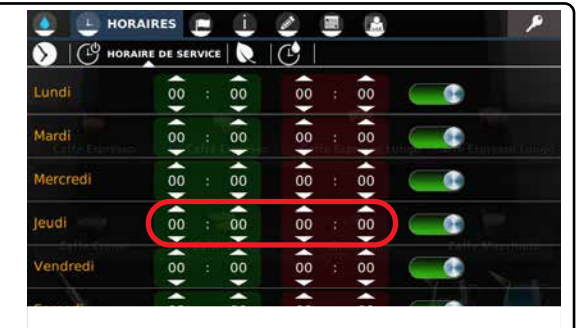 HORAIRES
HORAIRE DE SERVICE
Lundi 00 : 00 00 : 00
Mardi 00 : 00 00 : 00
Mercredi 00 : 00 00 : 00
Jeudi 00 : 00 00 : 00
Vendredi 00 : 00 00 : 00